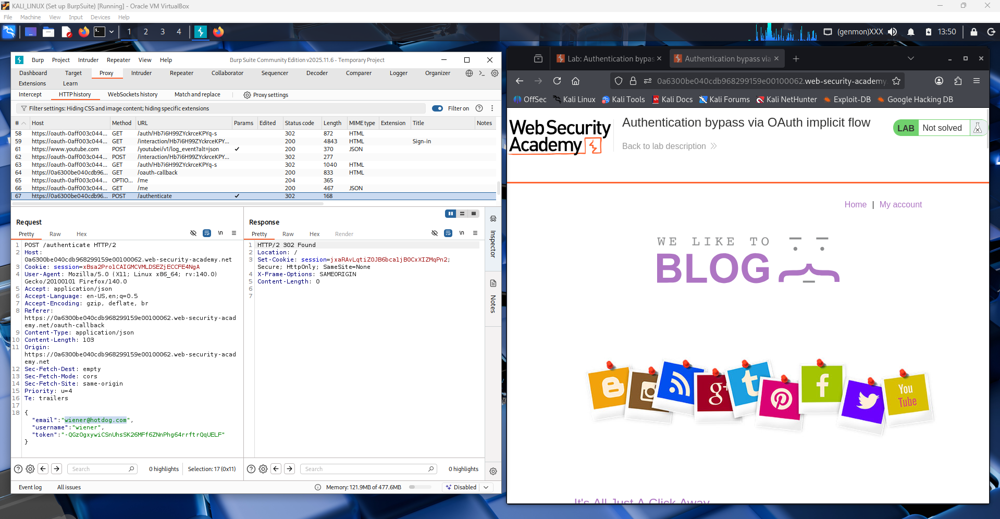 KALI_LINUX (Set up BurpSuite) [Running] - Oracle VM VirtualBox
File Machine View Input Devices Help
1 2 3 4 (genmon)XXX 13:50
Burp Project Intruder Repeater View Help Burp Suite Community Edition v2025.11.6 - Temporary Project
Dashboard Target Proxy Intruder Repeater Collaborator Sequencer Decoder Comparer Logger Organizer
Extensions Learn
Intercept HTTP history WebSockets history Match and replace Proxy settings
Filter settings: Hiding CSS and image content; hiding specific extensions Filter on
# Host Method URL Params Edited Status code Length MIME type Extension Title Notes
58 https://oauth-0aff003c044... GET /auth/Hb7i6H99ZYckrceKPYq-s 302 872 HTML
59 https://oauth-0aff003c044... GET /interaction/Hb7i6H99ZYckrceKPY... 200 4843 HTML Sign-in
61 https://www.youtube.com POST /youtubei/v1/log_event?alt=json ✓ 200 370 JSON
62 https://oauth-0aff003c044... POST /interaction/Hb7i6H99ZYckrceKPY... 302 277
63 https://oauth-0aff003c044... GET /auth/Hb7i6H99ZYckrceKPYq-s 302 1040 HTML
64 https://0a6300be040cdb96... GET /oauth-callback 200 833 HTML
65 https://oauth-0aff003c044... OPTIO... /me 204 365
66 https://oauth-0aff003c044... GET /me 200 467 JSON
67 https://0a6300be040cdb96... POST /authenticate ✓ 302 168
Request
Pretty Raw Hex \n
1 POST /authenticate HTTP/2
2 Host:
0a6300be040cdb968299159e00100062.web-security-academy.net
3 Cookie: session=xBsa2ProlCAIGMCVMLDSEZjECCFE4NgA
4 User-Agent: Mozilla/5.0 (X11; Linux x86_64; rv:140.0)
Gecko/20100101 Firefox/140.0
5 Accept: application/json
6 Accept-Language: en-US,en;q=0.5
7 Accept-Encoding: gzip, deflate, br
8 Referer:
https://0a6300be040cdb968299159e00100062.web-security-acad
emy.net/oauth-callback
9 Content-Type: application/json
10 Content-Length: 103
11 Origin:
https://0a6300be040cdb968299159e00100062.web-security-acad
emy.net
12 Sec-Fetch-Dest: empty
13 Sec-Fetch-Mode: cors
14 Sec-Fetch-Site: same-origin
15 Priority: u=4
16 Te: trailers
17
18 {
"email":"wiener@hotdog.com",
"username":"wiener",
"token":"-QGzOgxywiCSnUhsSK26MFf6ZNnPhg64rrftrQqUELF"
}
Search 0 highlights Selection: 17 (0x11)
Response
Pretty Raw Hex Render \n
1 HTTP/2 302 Found
2 Location: /
3 Set-Cookie: session=jxaRAvLqtiZ0JB6bcaljB0CxXIZMqPn2;
Secure; HttpOnly; SameSite=None
4 X-Frame-Options: SAMEORIGIN
5 Content-Length: 0
6
7
Search 0 highlights
Inspector
Notes
Event log All issues Memory: 121.9MB of 477.6MB Disabled
Lab: Authentication bypas Authentication bypass via
0a6300be040cdb968299159e00100062.web-security-academy.
OffSec Kali Linux Kali Tools Kali Docs Kali Forums Kali NetHunter Exploit-DB Google Hacking DB
Web Security
Academy
Authentication bypass via OAuth implicit flow
Back to lab description
LAB Not solved
Home | My account
WE LIKE TO
BLOG
g+
t
f
You
Tube
It's All Just A Click Away